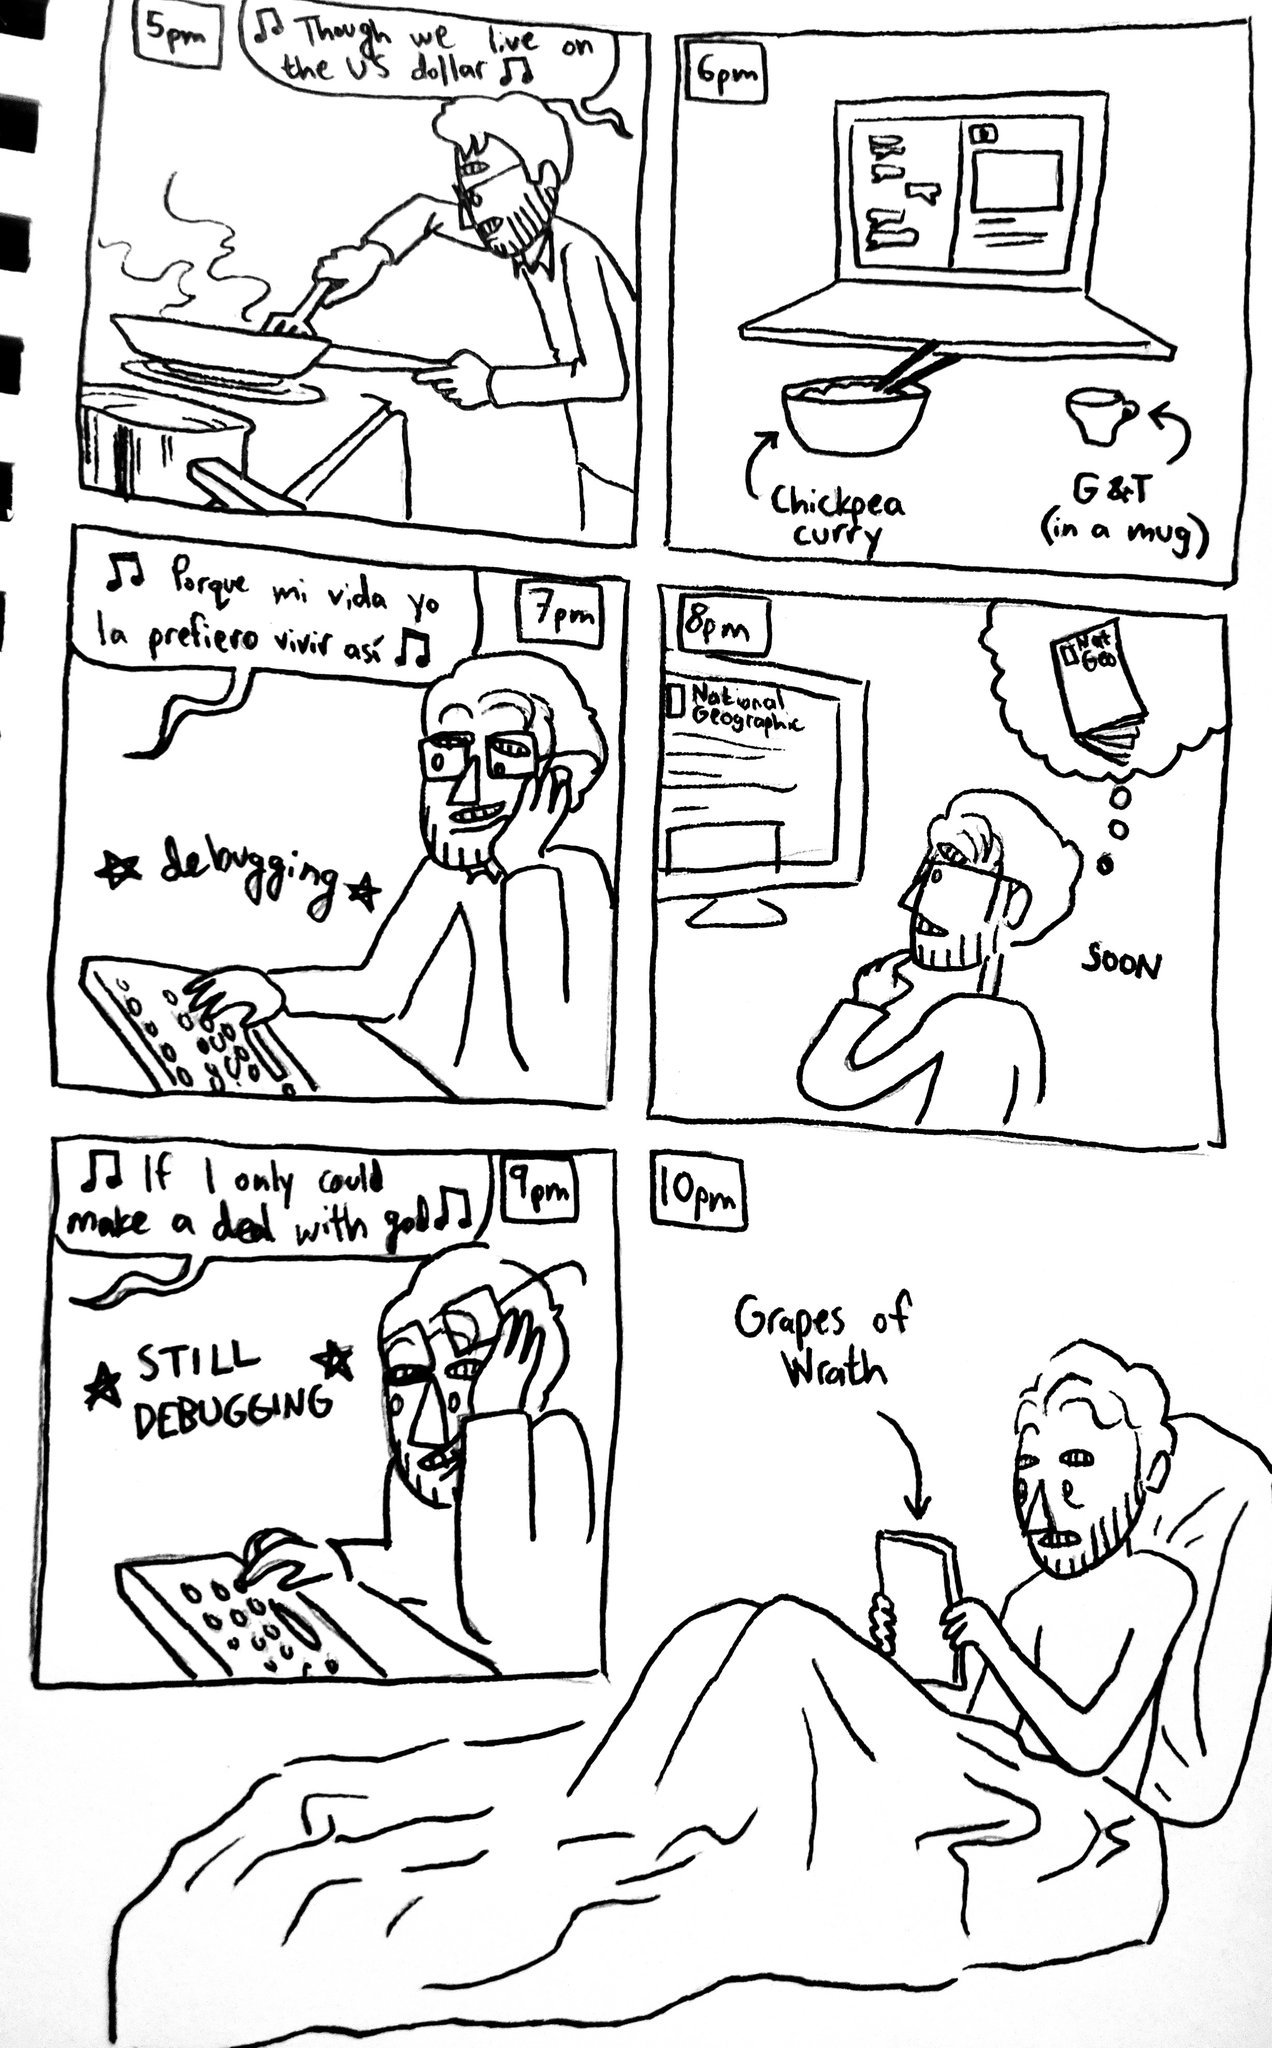 5pm
♫ Though we live on
the US dollar ♫
6pm
Chickpea
curry
G&T
(in a mug)
♫ Porque mi vida yo
la prefiero vivir así ♫
7pm
debugging
8pm
National
Geographic
Nat
Geo
SOON
♫ If I only could
make a deal with god ♫
9pm
STILL
DEBUGGING
10pm
Grapes of
Wrath